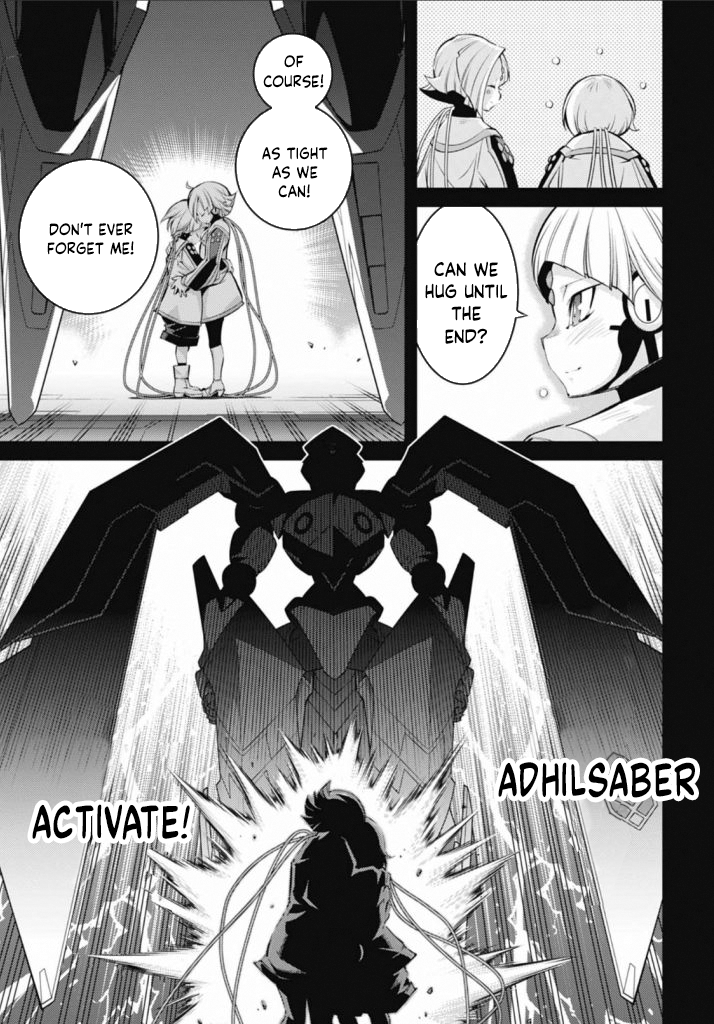 CAN WE
HUG UNTIL
THE
END?
OF
COURSE!
AS TIGHT
AS WE
CAN!
DON'T EVER
FORGET ME!
ADHILSABER
ACTIVATE!